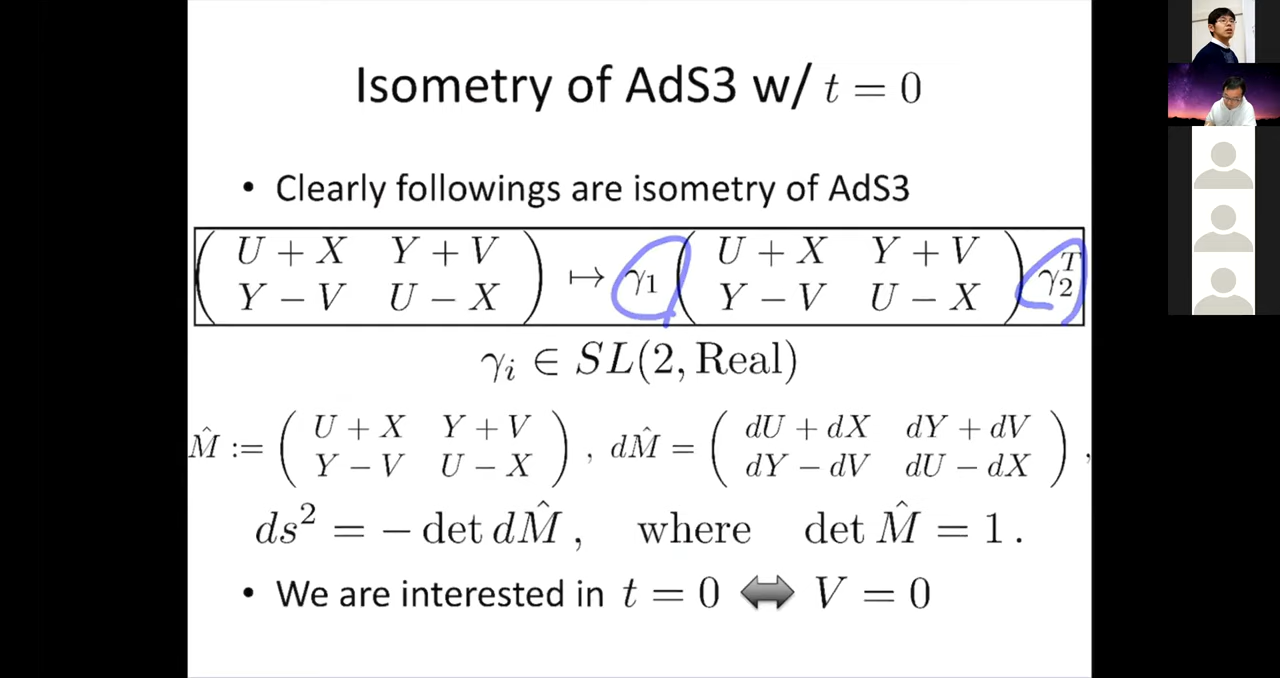 Isometry of AdS3 w/ t = 0
• Clearly followings are isometry of AdS3
( U + X   Y + V ; Y − V   U − X ) ↦ γ₁ ( U + X   Y + V ; Y − V   U − X ) γ₂ᵀ
γᵢ ∈ SL(2, Real)
M̂ := ( U + X   Y + V ; Y − V   U − X ) , dM̂ = ( dU + dX   dY + dV ; dY − dV   dU − dX ) ,
ds² = − det dM̂ ,   where   det M̂ = 1 .
• We are interested in t = 0 ⇔ V = 0